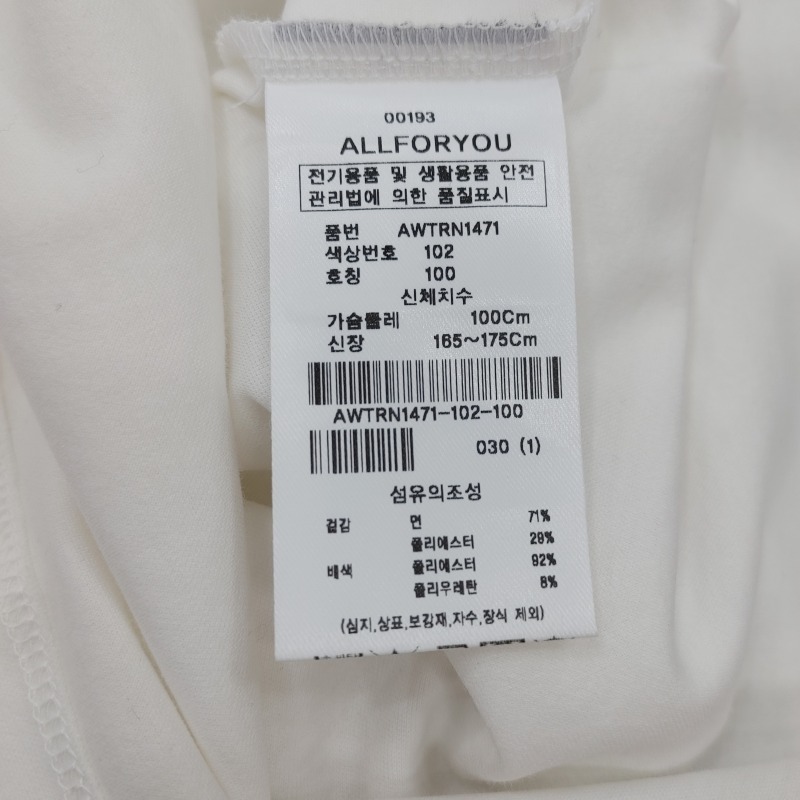 00193
ALLFORYOU
전기용품 및 생활용품 안전
관리법에 의한 품질표시
품번 AWTRN1471
색상번호 102
호칭 100
신체치수
가슴둘레 100Cm
신장 165~175Cm
AWTRN1471-102-100
030 (1)
섬유의조성
겉감 면 71%
폴리에스터 29%
배색 폴리에스터 92%
폴리우레탄 8%
(심지,상표,보강재,자수,장식 제외)